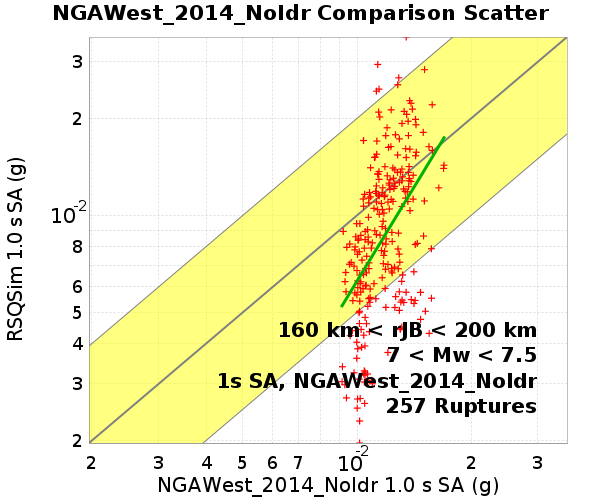 NGAWest_2014_NoIdr Comparison Scatter
RSQSim 1.0 s SA (g)
3
2
10-2
8
6
5
4
3
2
160 km < rJB < 200 km
7 < Mw < 7.5
1s SA, NGAWest_2014_NoIdr
257 Ruptures
2 3 4 5 6 7 10-2 2 3
NGAWest_2014_NoIdr 1.0 s SA (g)